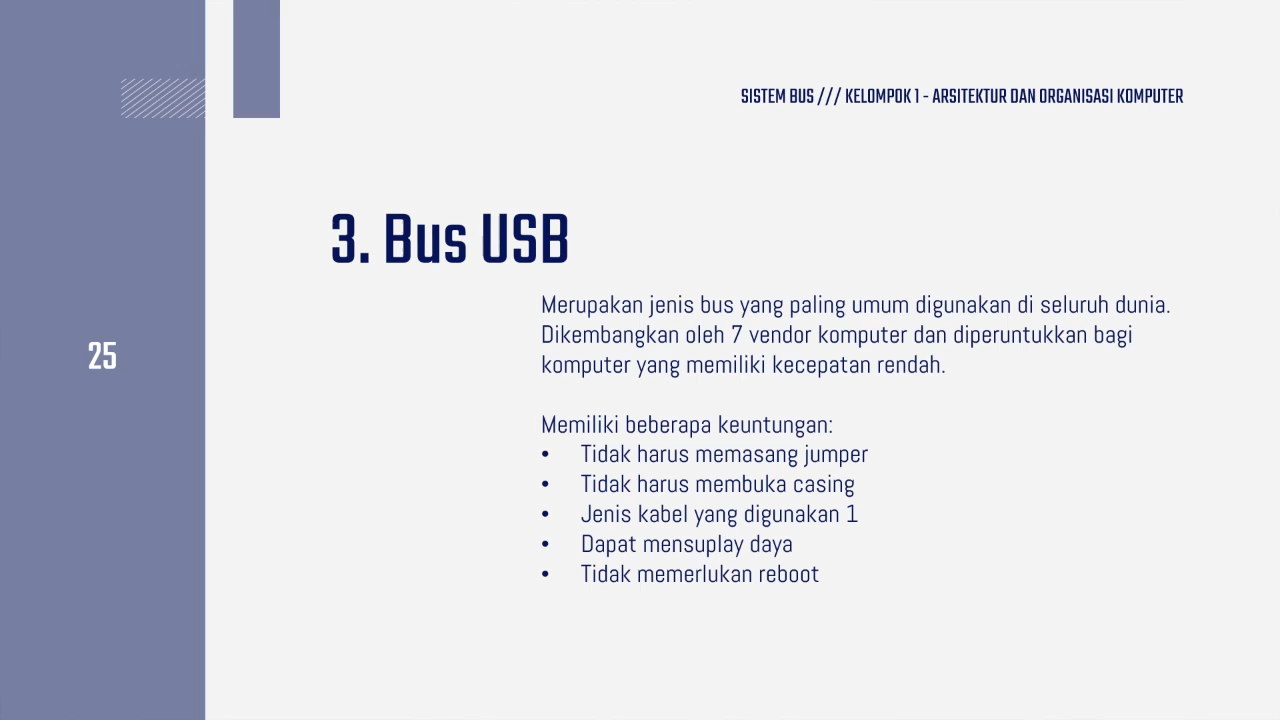 SISTEM BUS /// KELOMPOK 1 - ARSITEKTUR DAN ORGANISASI KOMPUTER
3. Bus USB
Merupakan jenis bus yang paling umum digunakan di seluruh dunia.
Dikembangkan oleh 7 vendor komputer dan diperuntukkan bagi
komputer yang memiliki kecepatan rendah.
25
Memiliki beberapa keuntungan:
• Tidak harus memasang jumper
• Tidak harus membuka casing
• Jenis kabel yang digunakan 1
• Dapat mensuplay daya
• Tidak memerlukan reboot